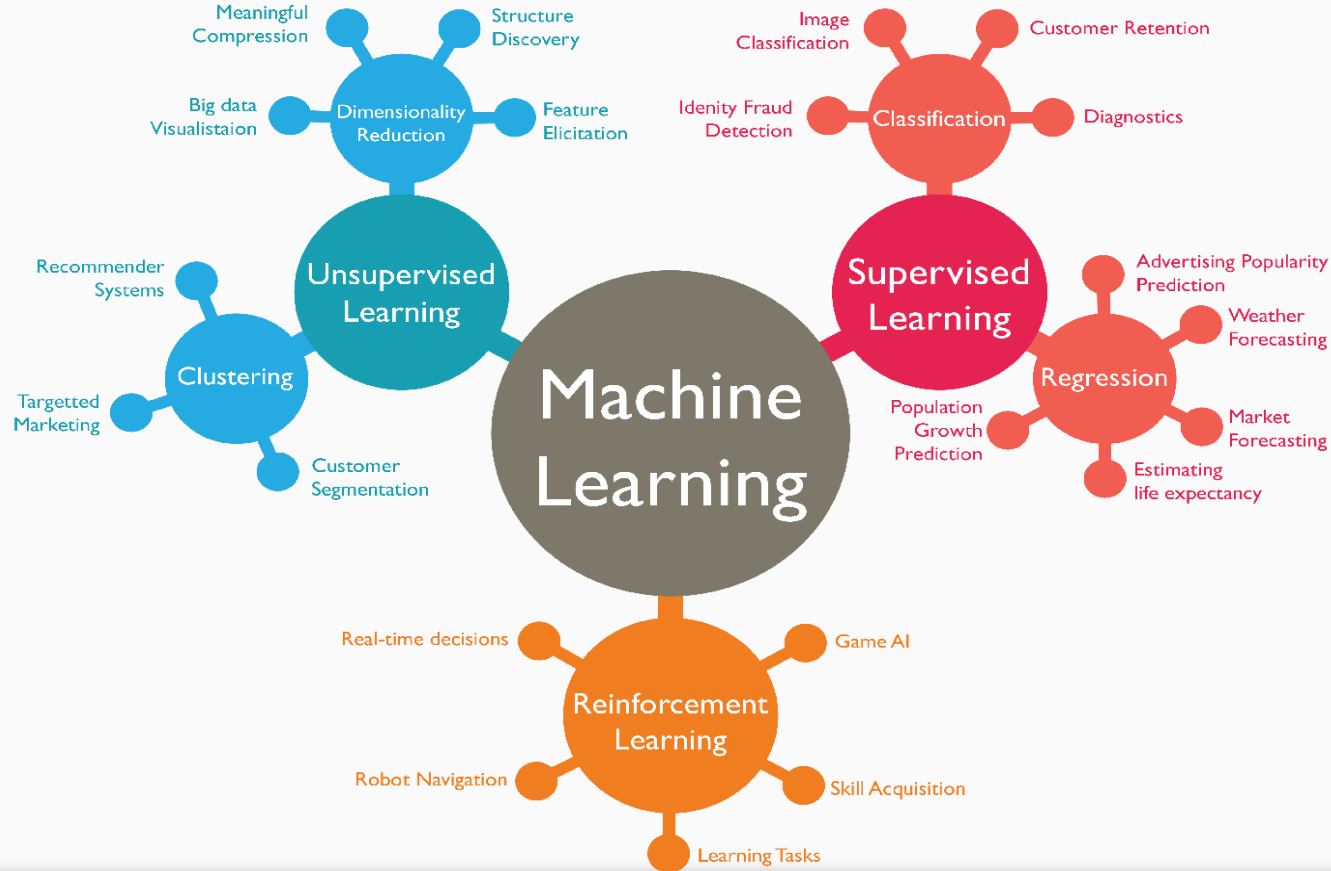 Meaningful
Compression
Structure
Discovery
Big data
Visualistaion
Dimensionality
Reduction
Feature
Elicitation
Image
Classification
Customer Retention
Idenity Fraud
Detection
Classification
Diagnostics
Unsupervised
Learning
Supervised
Learning
Recommender
Systems
Clustering
Targetted
Marketing
Customer
Segmentation
Machine
Learning
Advertising Popularity
Prediction
Weather
Forecasting
Regression
Population
Growth
Prediction
Market
Forecasting
Estimating
life expectancy
Real-time decisions
Game AI
Reinforcement
Learning
Robot Navigation
Skill Acquisition
Learning Tasks